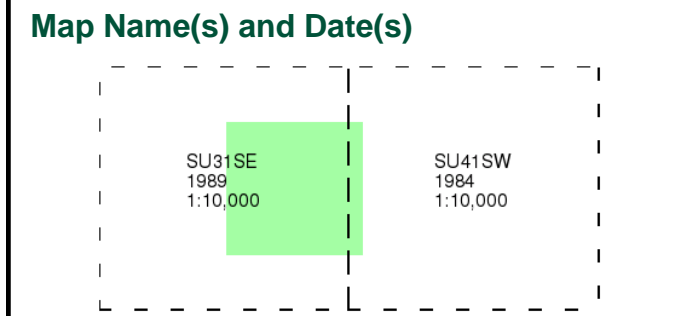 Map Name(s) and Date(s)
SU31SE
1989
1:10,000
SU41SW
1984
1:10,000